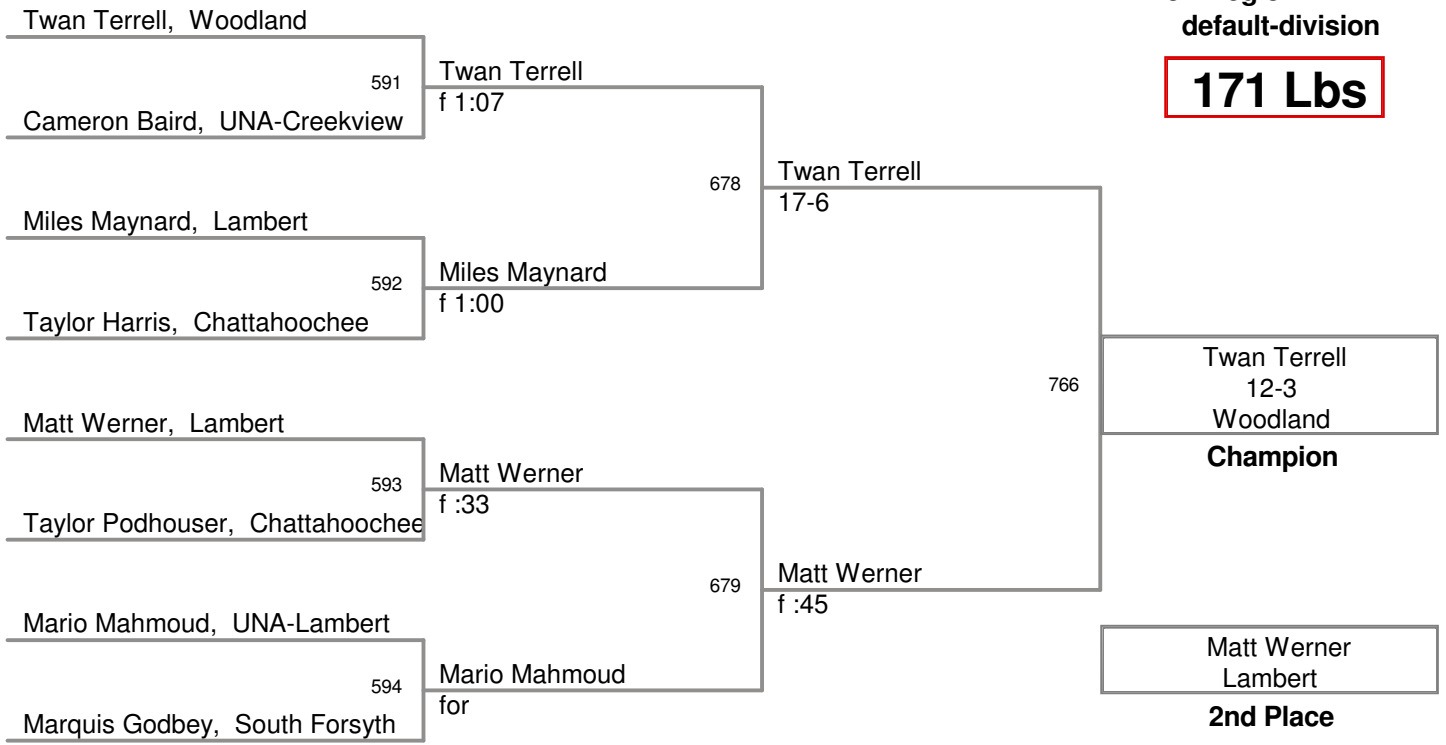 default-division
171 Lbs
Twan Terrell, Woodland
591
Cameron Baird, UNA-Creekview
Twan Terrell
f 1:07
Miles Maynard, Lambert
592
Taylor Harris, Chattahoochee
Miles Maynard
f 1:00
678
Twan Terrell
17-6
Matt Werner, Lambert
593
Taylor Podhouser, Chattahoochee
Matt Werner
f :33
Mario Mahmoud, UNA-Lambert
594
Marquis Godbey, South Forsyth
Mario Mahmoud
for
679
Matt Werner
f :45
766
Twan Terrell
12-3
Woodland
Champion
Matt Werner
Lambert
2nd Place